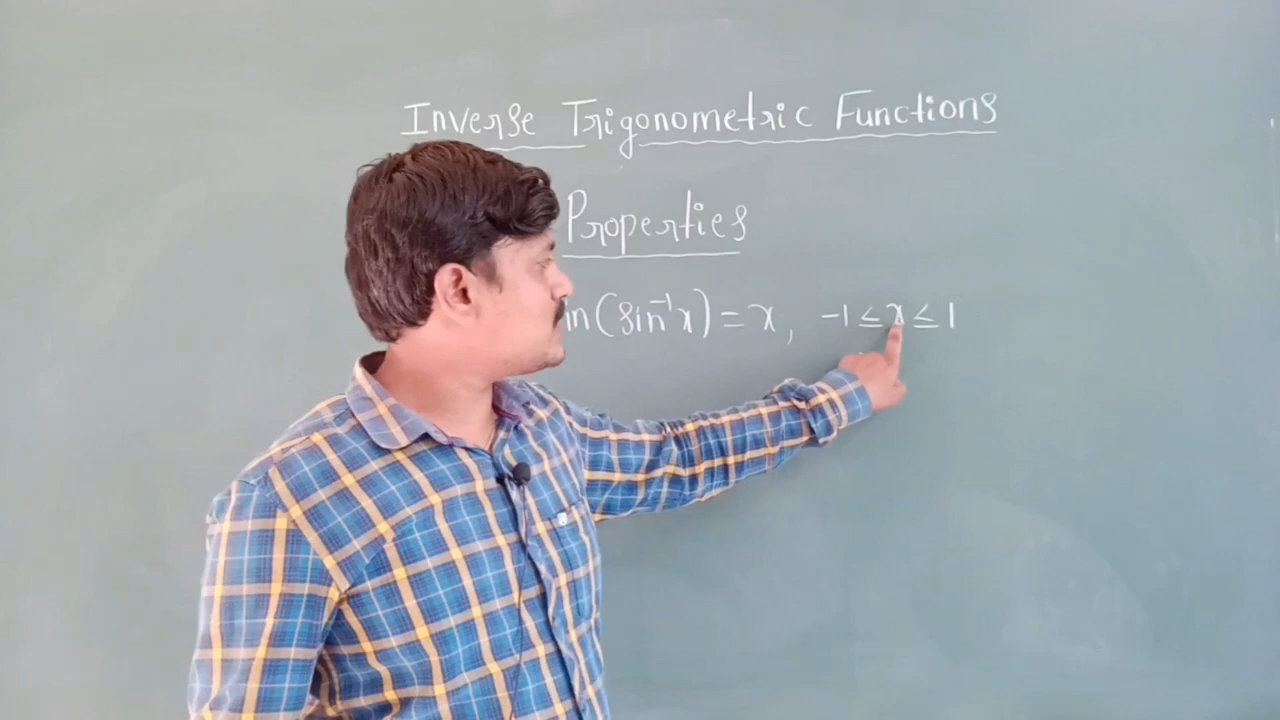 Inverse Trigonometric Functions
Properties
in(sin⁻¹x) = x, -1 ≤ x ≤ 1